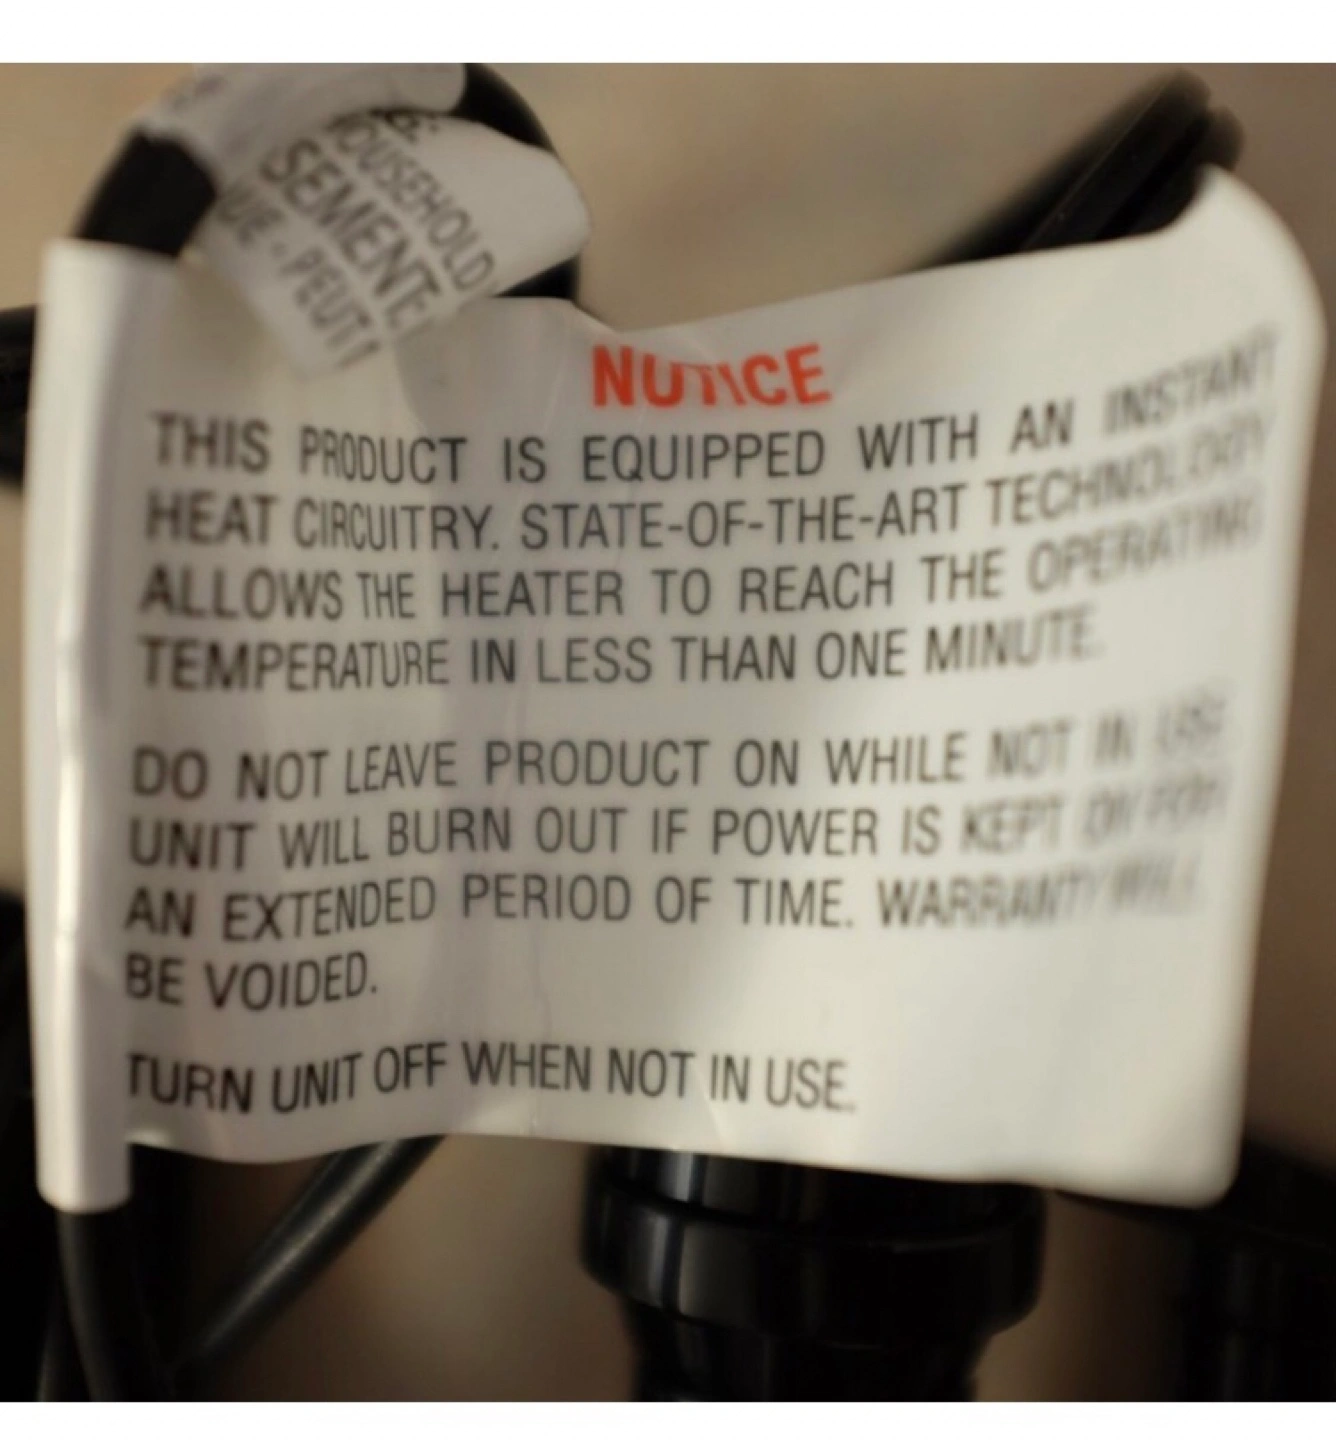 HOUSEHOLD
SEMENT:
QUE - PEUT
NOTICE
THIS PRODUCT IS EQUIPPED WITH AN INSTANT
HEAT CIRCUITRY. STATE-OF-THE-ART TECHNOLOGY
ALLOWS THE HEATER TO REACH THE OPERATING
TEMPERATURE IN LESS THAN ONE MINUTE.
DO NOT LEAVE PRODUCT ON WHILE NOT IN USE
UNIT WILL BURN OUT IF POWER IS KEPT ON FOR
AN EXTENDED PERIOD OF TIME. WARRANTY WILL
BE VOIDED.
TURN UNIT OFF WHEN NOT IN USE.